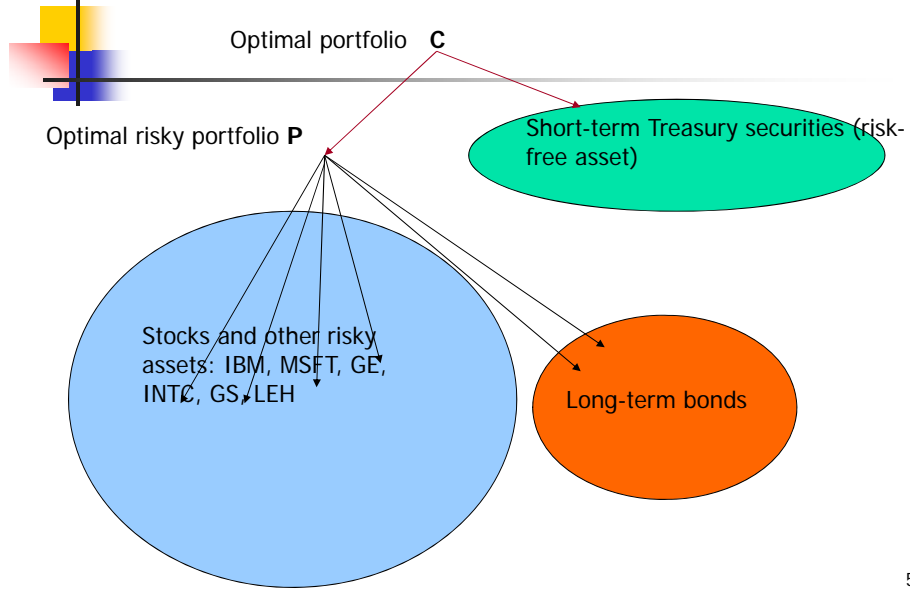 Optimal portfolio C
Optimal risky portfolio P
Short-term Treasury securities (risk-
free asset)
Stocks and other risky
assets: IBM, MSFT, GE,
INTC, GS, LEH
Long-term bonds
5